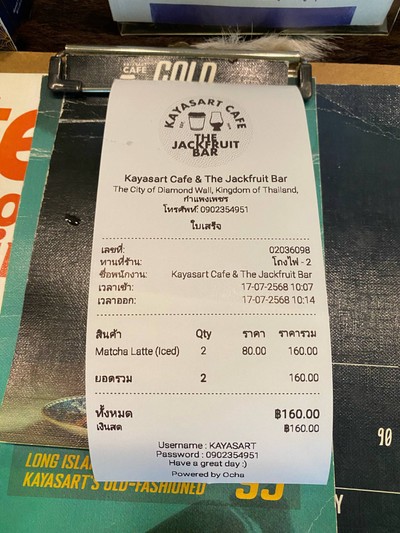 CAFE
COLD
KAYASART CAFE
THE
JACKFRUIT
BAR
Kayasart Cafe & The Jackfruit Bar
The City of Diamond Wall, Kingdom of Thailand,
กำแพงเพชร
โทรศัพท์: 0902354951
ใบเสร็จ
เลขที่: 02036098
ทานที่ร้าน: โถงไฟ - 2
ชื่อพนักงาน: Kayasart Cafe & The Jackfruit Bar
เวลาเข้า: 17-07-2568 10:07
เวลาออก: 17-07-2568 10:14
สินค้า Qty ราคา ราคารวม
Matcha Latte (Iced) 2 80.00 160.00
ยอดรวม 2 160.00
ทั้งหมด ฿160.00
เงินสด ฿160.00
Username : KAYASART
Password : 0902354951
Have a great day :)
Powered by Ocha
90
LONG ISLA
KAYASART'S OLD-FASHIONED